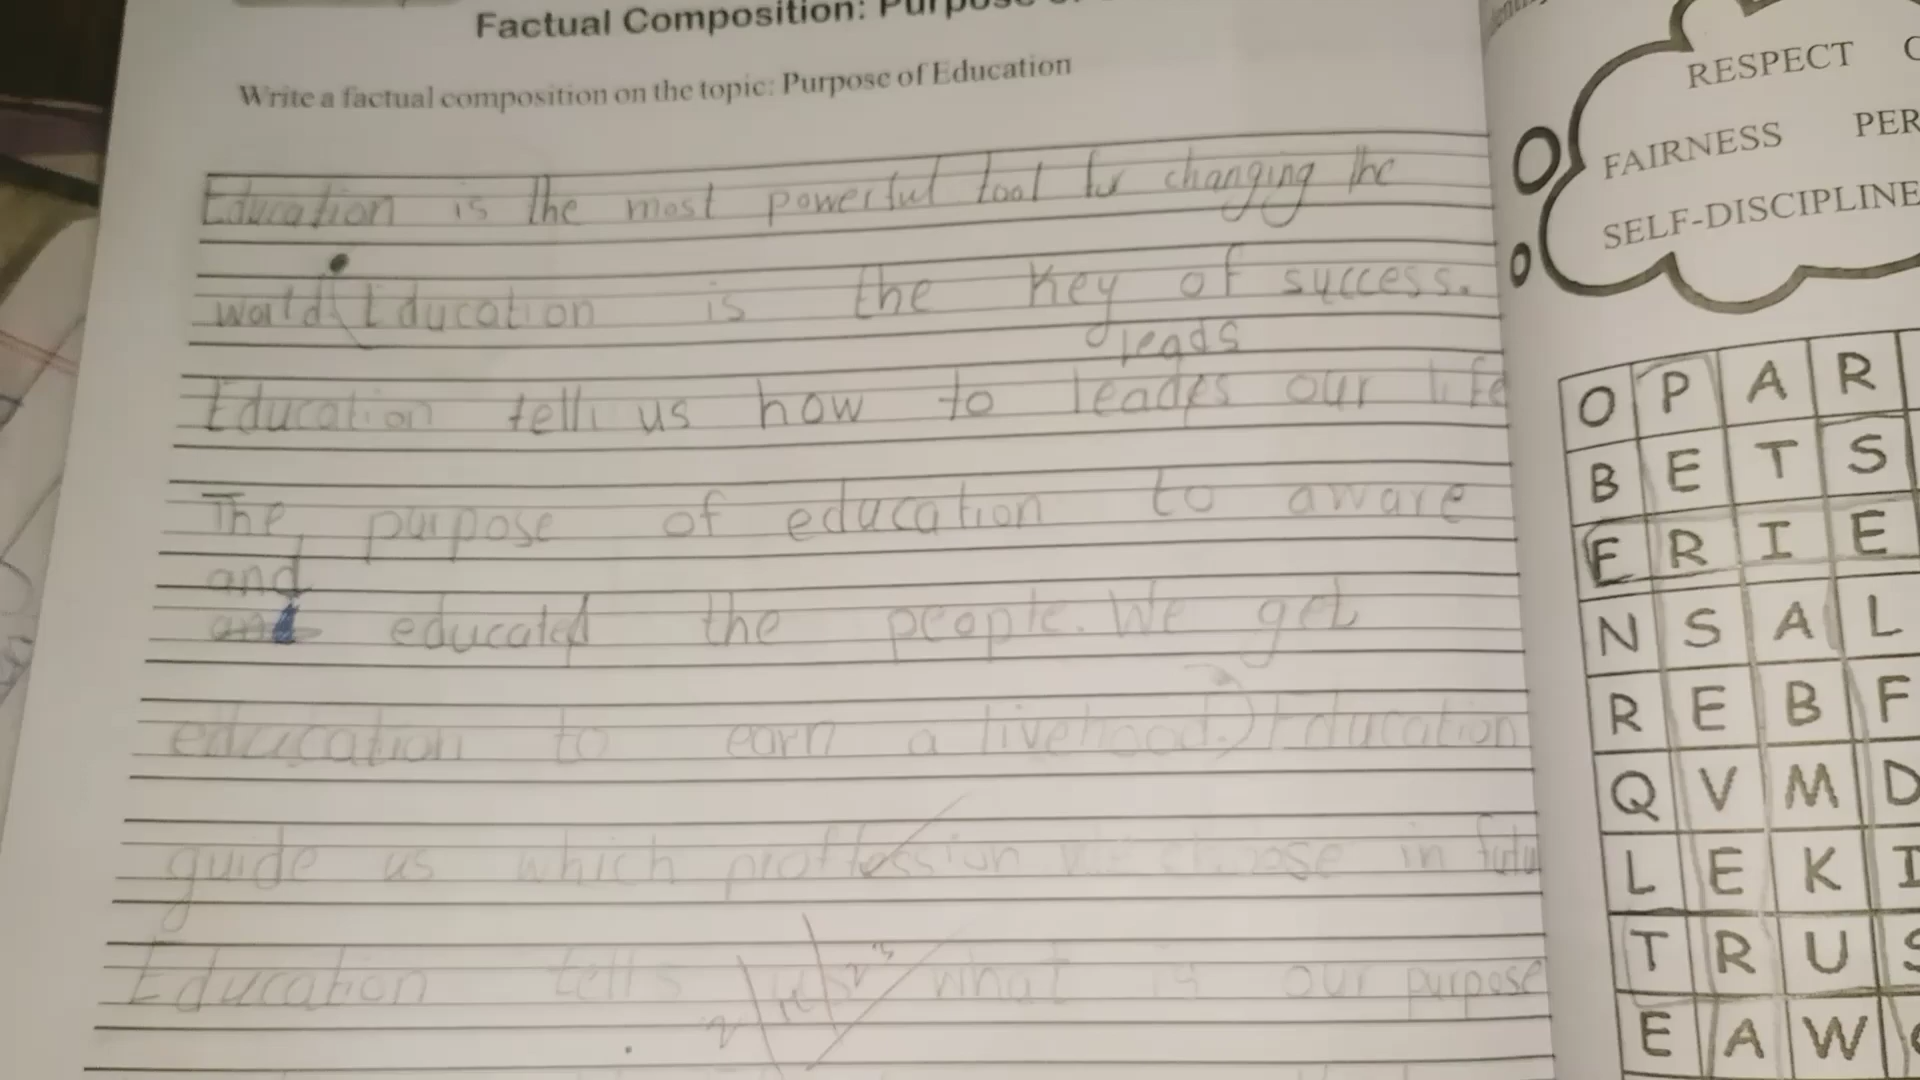 Factual Composition: Purpose
Write a factual composition on the topic: Purpose of Education
Education is the most powerful tool for changing the
world Education is the key of success.
leads
Education tell us how to leades our life
The purpose of education to aware
and
and educated the people. We get
education to earn a livehood. Education
guide us which proffession we choose in futu
Education tells us what is our purpose
RESPECT
FAIRNESS PER
SELF-DISCIPLINE
O P A R
B E T S
E R I E
N S A L
R E B F
Q V M D
L E K I
T R U S
E A W